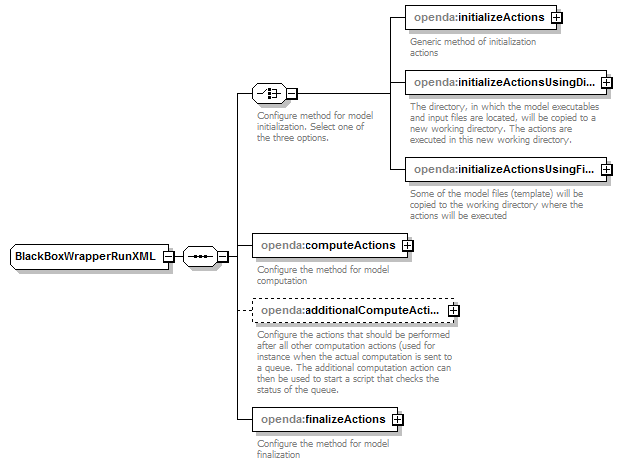 openda:initializeActions
Generic method of initialization
actions
openda:initializeActionsUsingDi...
The directory, in which the model executables
and input files are located, will be copied to a
new working directory. The actions are
executed in this new working directory.
openda:initializeActionsUsingFi...
Some of the model files (template) will be
copied to the working directory where the
actions will be executed
Configure method for model
initialization. Select one of
the three options.
BlackBoxWrapperRunXML
openda:computeActions
Configure the method for model
computation
openda:additionalComputeActi...
Configure the actions that should be performed
after all other computation actions (used for
instance when the actual computation is sent to
a queue. The additional computation action can
then be used to start a script that checks the
status of the queue.
openda:finalizeActions
Configure the method for model
finalization